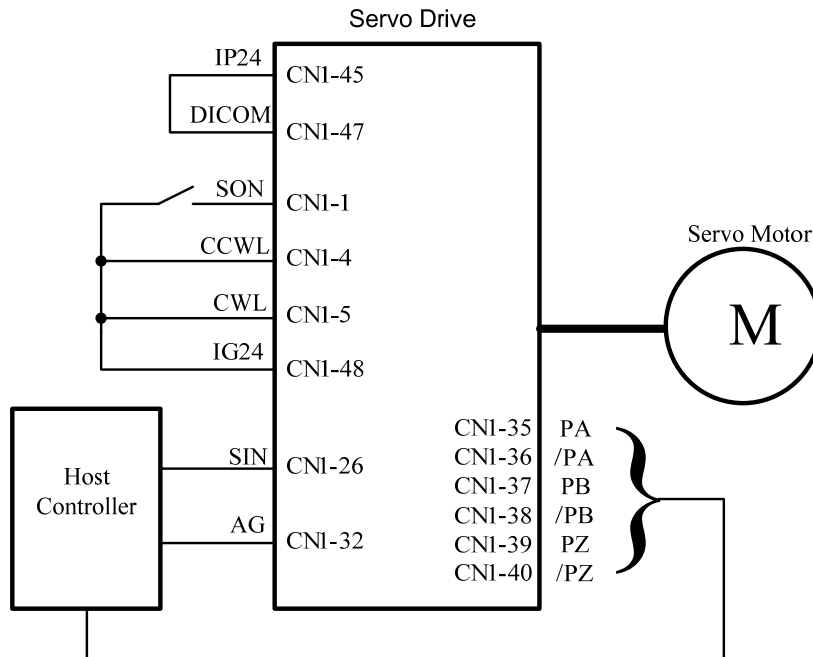 Servo Drive
IP24
CN1-45
DICOM
CN1-47
SON
CN1-1
CCWL
CN1-4
CWL
CN1-5
IG24
CN1-48
Servo Motor
M
Host
Controller
SIN
CN1-26
AG
CN1-32
CN1-35 PA
CN1-36 /PA
CN1-37 PB
CN1-38 /PB
CN1-39 PZ
CN1-40 /PZ